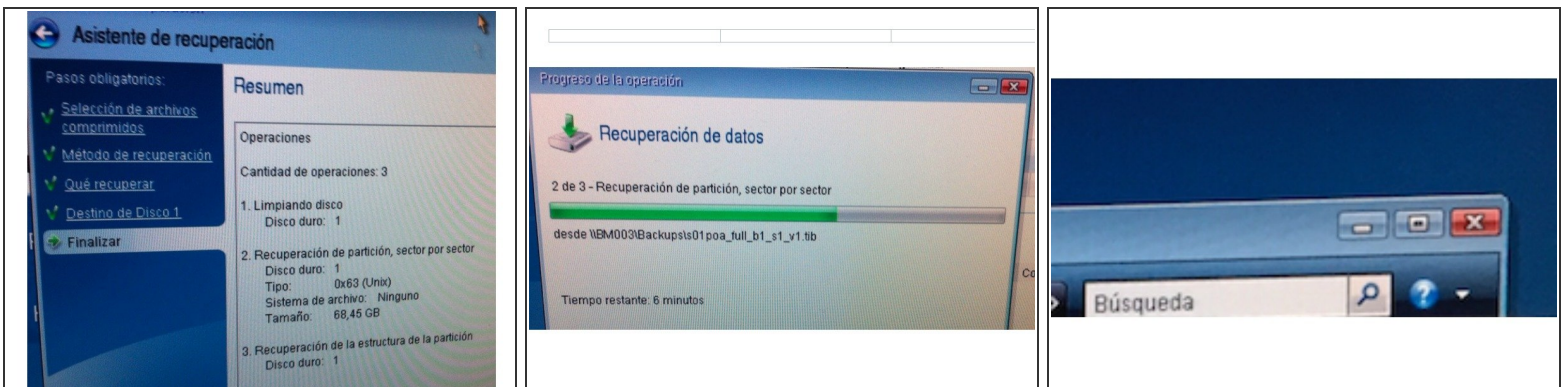 Asistente de recuperación
Pasos obligatorios:
Selección de archivos
comprimidos
Método de recuperación
Qué recuperar
Destino de Disco 1
Finalizar
Resumen
Operaciones
Cantidad de operaciones: 3
1. Limpiando disco
Disco duro: 1
2. Recuperación de partición, sector por sector
Disco duro: 1
Tipo: 0x63 (Unix)
Sistema de archivo: Ninguno
Tamaño: 68,45 GB
3. Recuperación de la estructura de la partición
Disco duro: 1
Progreso de la operación
Recuperación de datos
2 de 3 - Recuperación de partición, sector por sector
desde \\BM003\Backups\s01poa_full_b1_s1_v1.tib
Tiempo restante: 6 minutos
Búsqueda